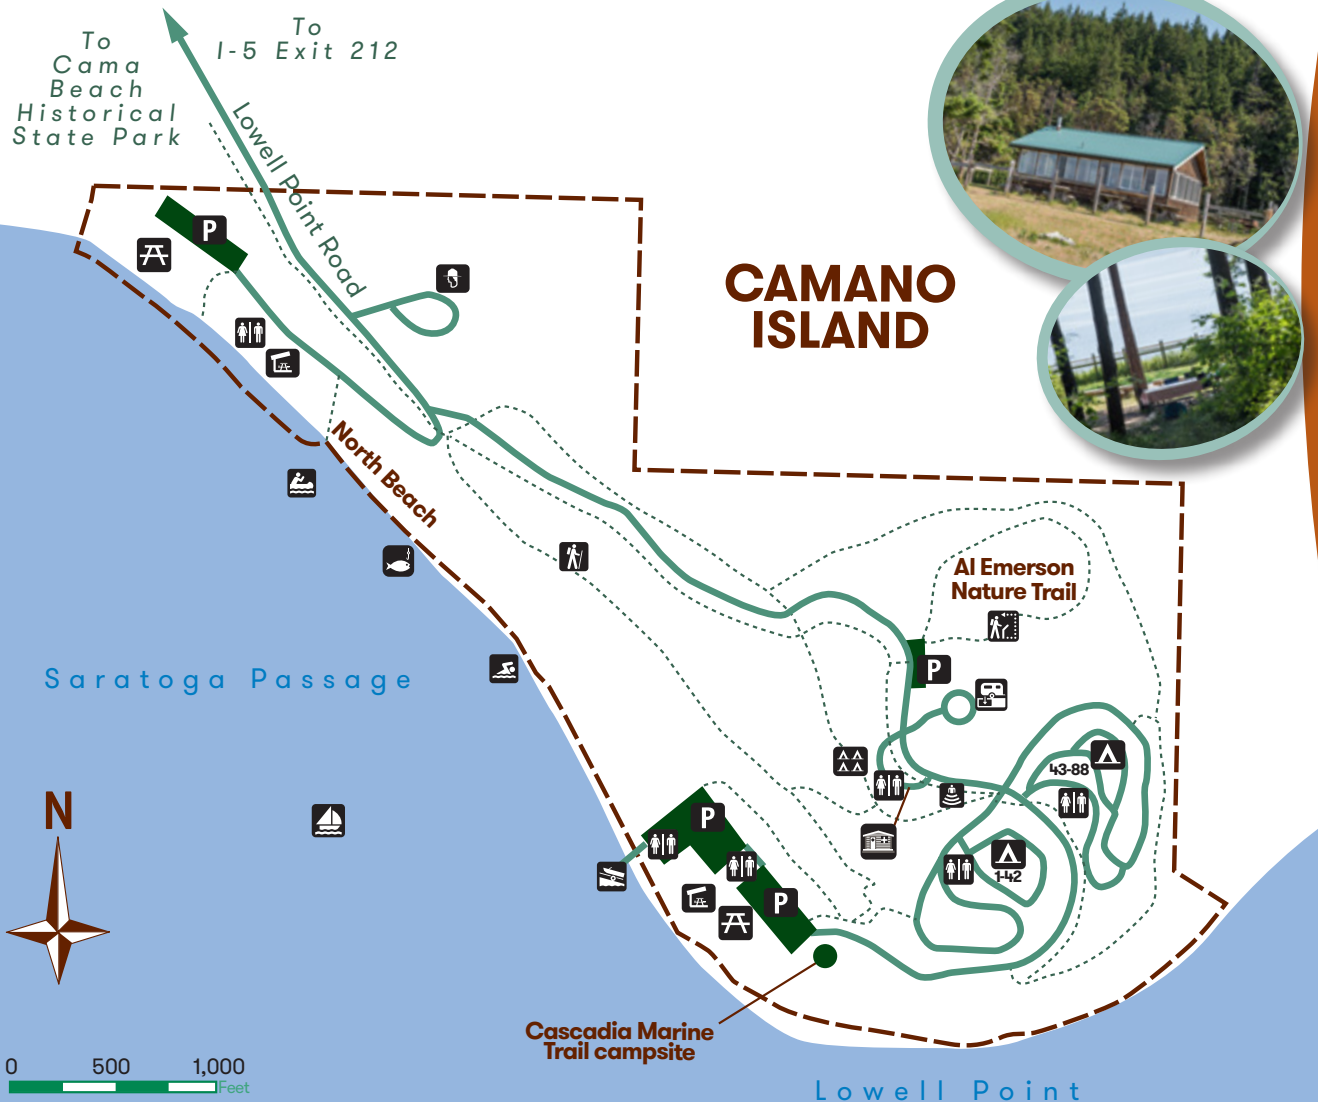 To
I-5 Exit 212
To
Cama
Beach
Historical
State Park
Lowell Point Road
P
CAMANO
ISLAND
North Beach
Al Emerson
Nature Trail
P
Saratoga Passage
43-88
N
P
1-42
P
Cascadia Marine
Trail campsite
0 500 1,000
Feet
Lowell Point